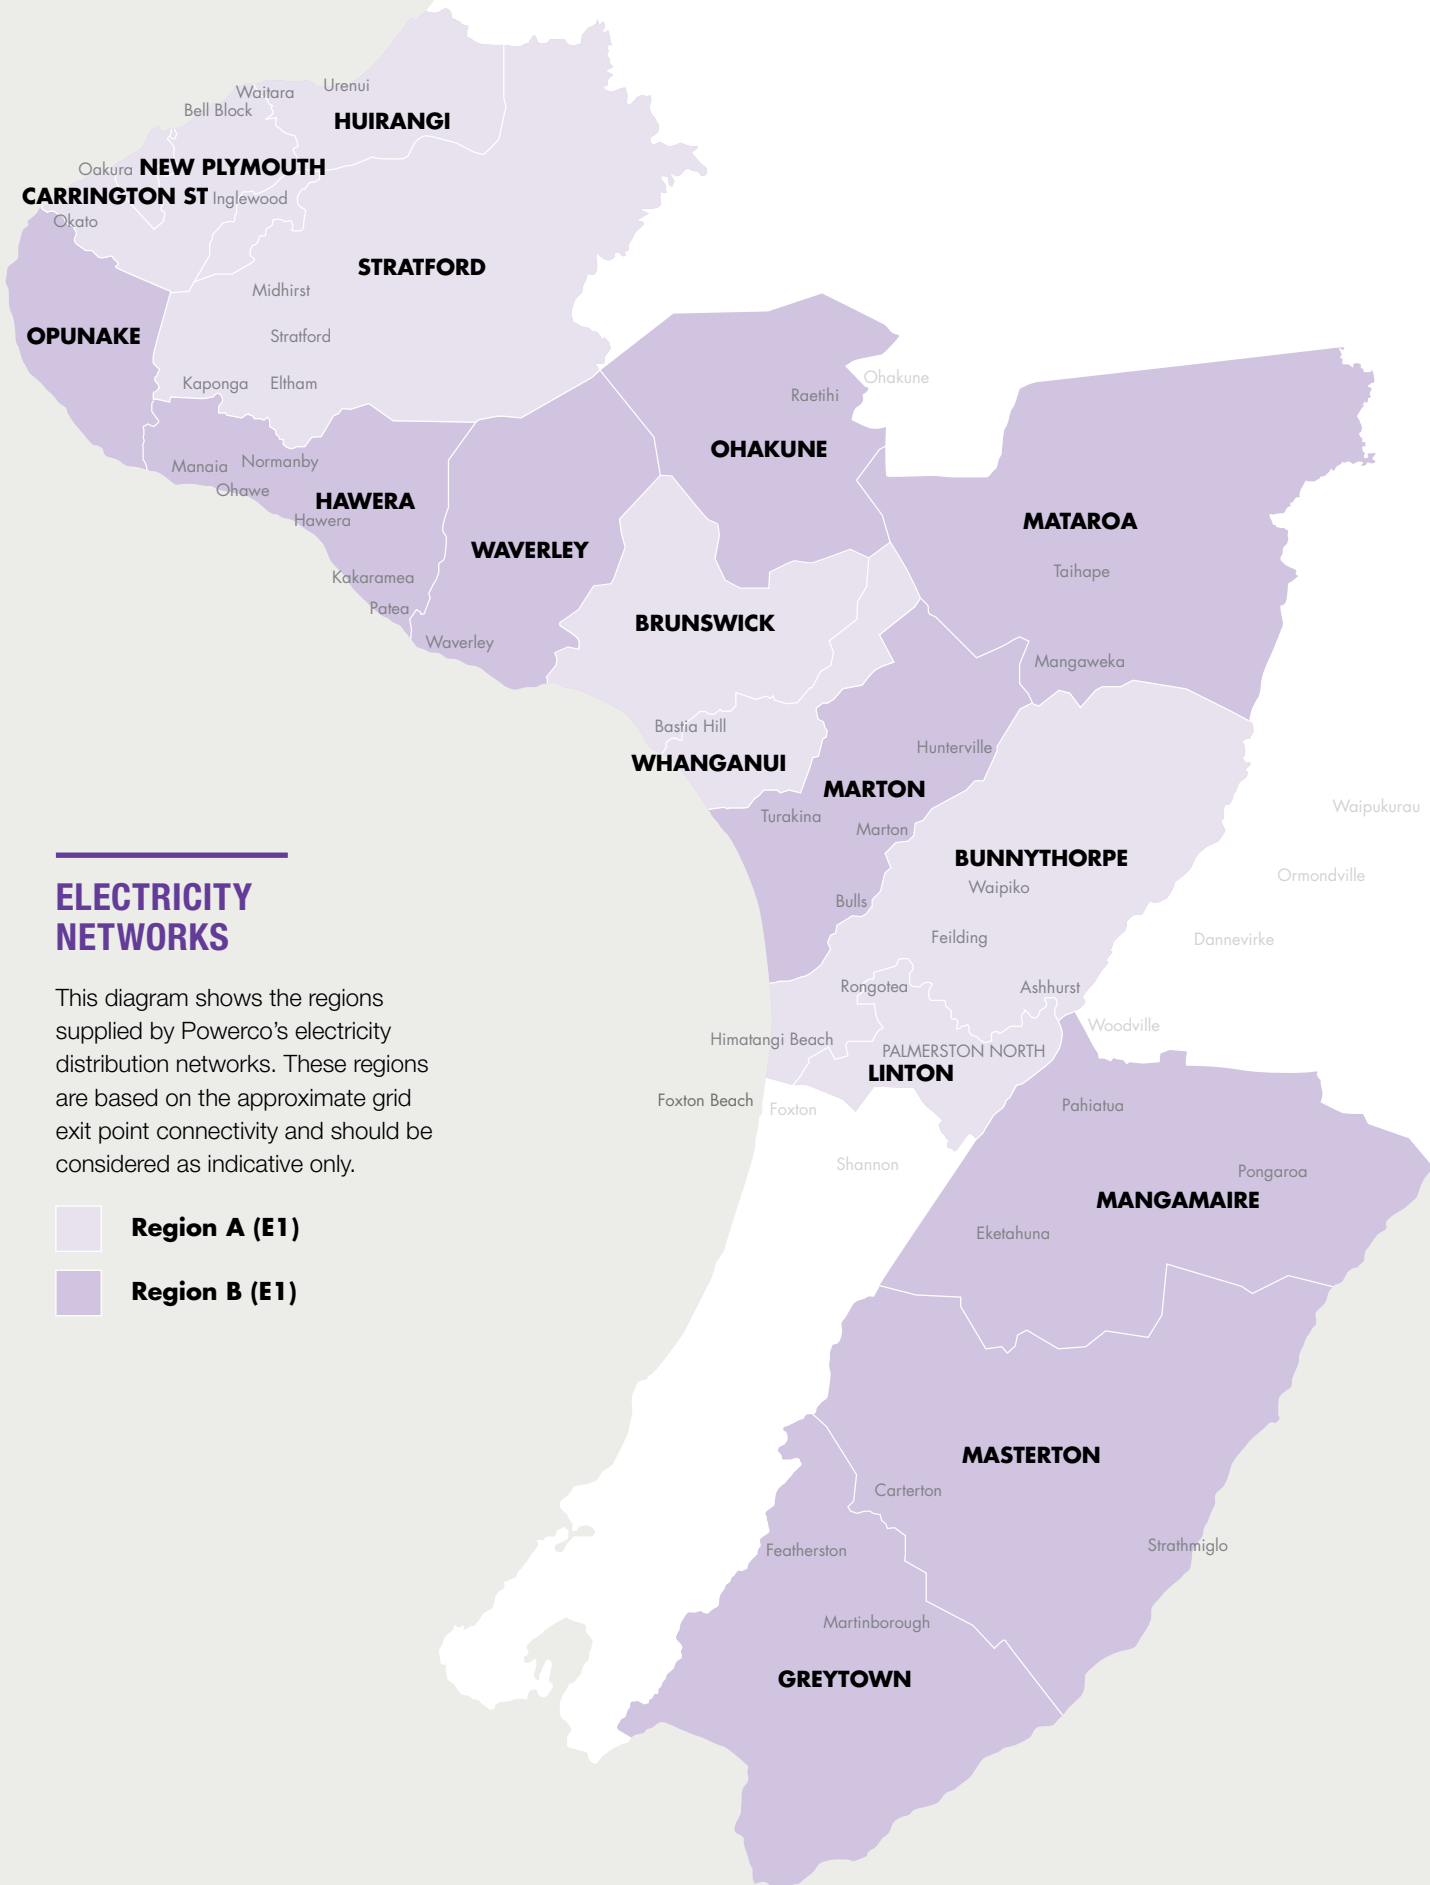 Urenui
Waitara
Bell Block
HUIRANGI
Oakura
NEW PLYMOUTH
CARRINGTON ST
Inglewood
Okato
STRATFORD
Midhirst
OPUNAKE
Stratford
Kaponga
Eltham
Ohakune
Raetihi
OHAKUNE
Manaia
Normanby
Ohawe
HAWERA
Hawera
MATAROA
WAVERLEY
Taihape
Kakaramea
Patea
BRUNSWICK
Waverley
Mangaweka
Bastia Hill
Hunterville
WHANGANUI
MARTON
Turakina
Marton
Waipukurau
BUNNYTHORPE
Waipiko
Ormondville
Bulls
Feilding
Dannevirke
Rongotea
Ashhurst
Woodville
Himatangi Beach
PALMERSTON NORTH
LINTON
Foxton Beach
Foxton
Pahiatua
Shannon
Pongaroa
MANGAMAIRE
Eketahuna
MASTERTON
Carterton
Strathmiglo
Featherston
Martinborough
GREYTOWN
ELECTRICITY
NETWORKS
This diagram shows the regions
supplied by Powerco’s electricity
distribution networks. These regions
are based on the approximate grid
exit point connectivity and should be
considered as indicative only.
Region A (E1)
Region B (E1)